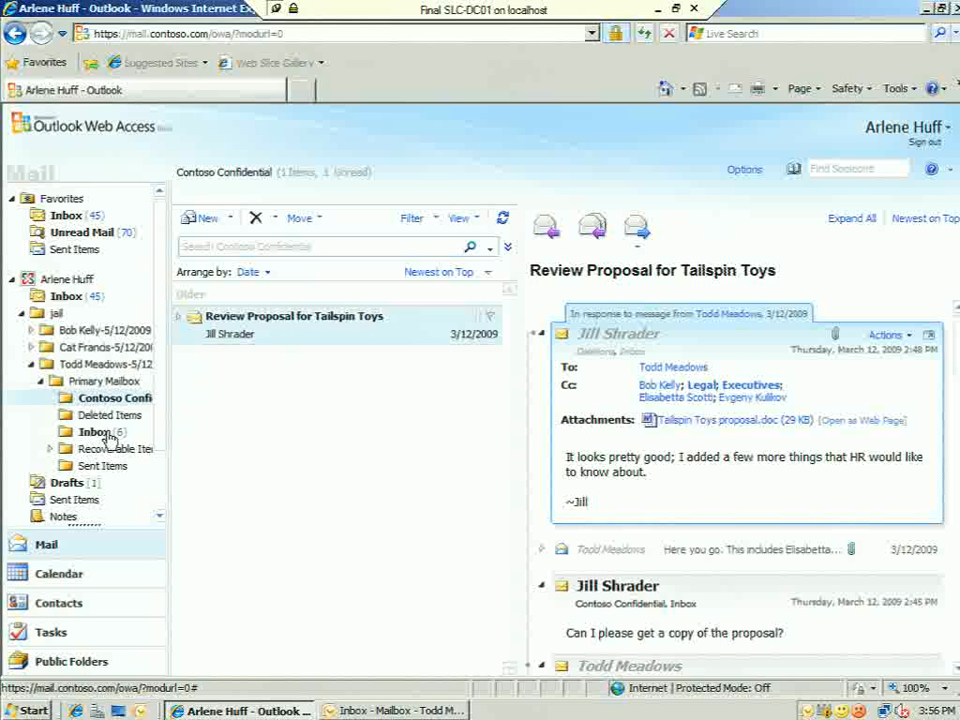 Arlene Huff - Outlook - Windows Internet Ex
Final SLC-DC01 on localhost
https://mail.contoso.com/owa/?modurl=0
Live Search
Favorites
Suggested Sites
Web Slice Gallery
Arlene Huff - Outlook
Page
Safety
Tools
Outlook Web Access
Arlene Huff
Sign out
Mail
Contoso Confidential (1 Items, 1 Unread)
Options
Find Someone
Favorites
Inbox (45)
Unread Mail (70)
Sent Items
Arlene Huff
Inbox (45)
jail
Bob Kelly-5/12/2009
Cat Francis-5/12/20
Todd Meadows-5/12
Primary Mailbox
Contoso Confi
Deleted Items
Inbox (6)
Recoverable Iter
Sent Items
Drafts [1]
Sent Items
Notes
Mail
Calendar
Contacts
Tasks
Public Folders
New
Move
Filter
View
Search Contoso Confidential
Arrange by: Date
Newest on Top
Older
Review Proposal for Tailspin Toys
Jill Shrader
3/12/2009
Expand All
Newest on Top
Review Proposal for Tailspin Toys
In response to message from Todd Meadows, 3/12/2009
Jill Shrader
Actions
Deletions, Inbox
Thursday, March 12, 2009 2:48 PM
To: Todd Meadows
Cc: Bob Kelly; Legal; Executives;
Elisabetta Scotti; Evgeny Kulikov
Attachments: Tailspin Toys proposal.doc (29 KB) [Open as Web Page]
It looks pretty good; I added a few more things that HR would like
to know about.
~Jill
Todd Meadows Here you go. This includes Elisabetta... 3/12/2009
Jill Shrader
Contoso Confidential, Inbox
Thursday, March 12, 2009 2:45 PM
Can I please get a copy of the proposal?
Todd Meadows
https://mail.contoso.com/owa/?modurl=0#
Internet | Protected Mode: Off
100%
Start
Arlene Huff - Outlook ...
Inbox - Mailbox - Todd M...
3:56 PM